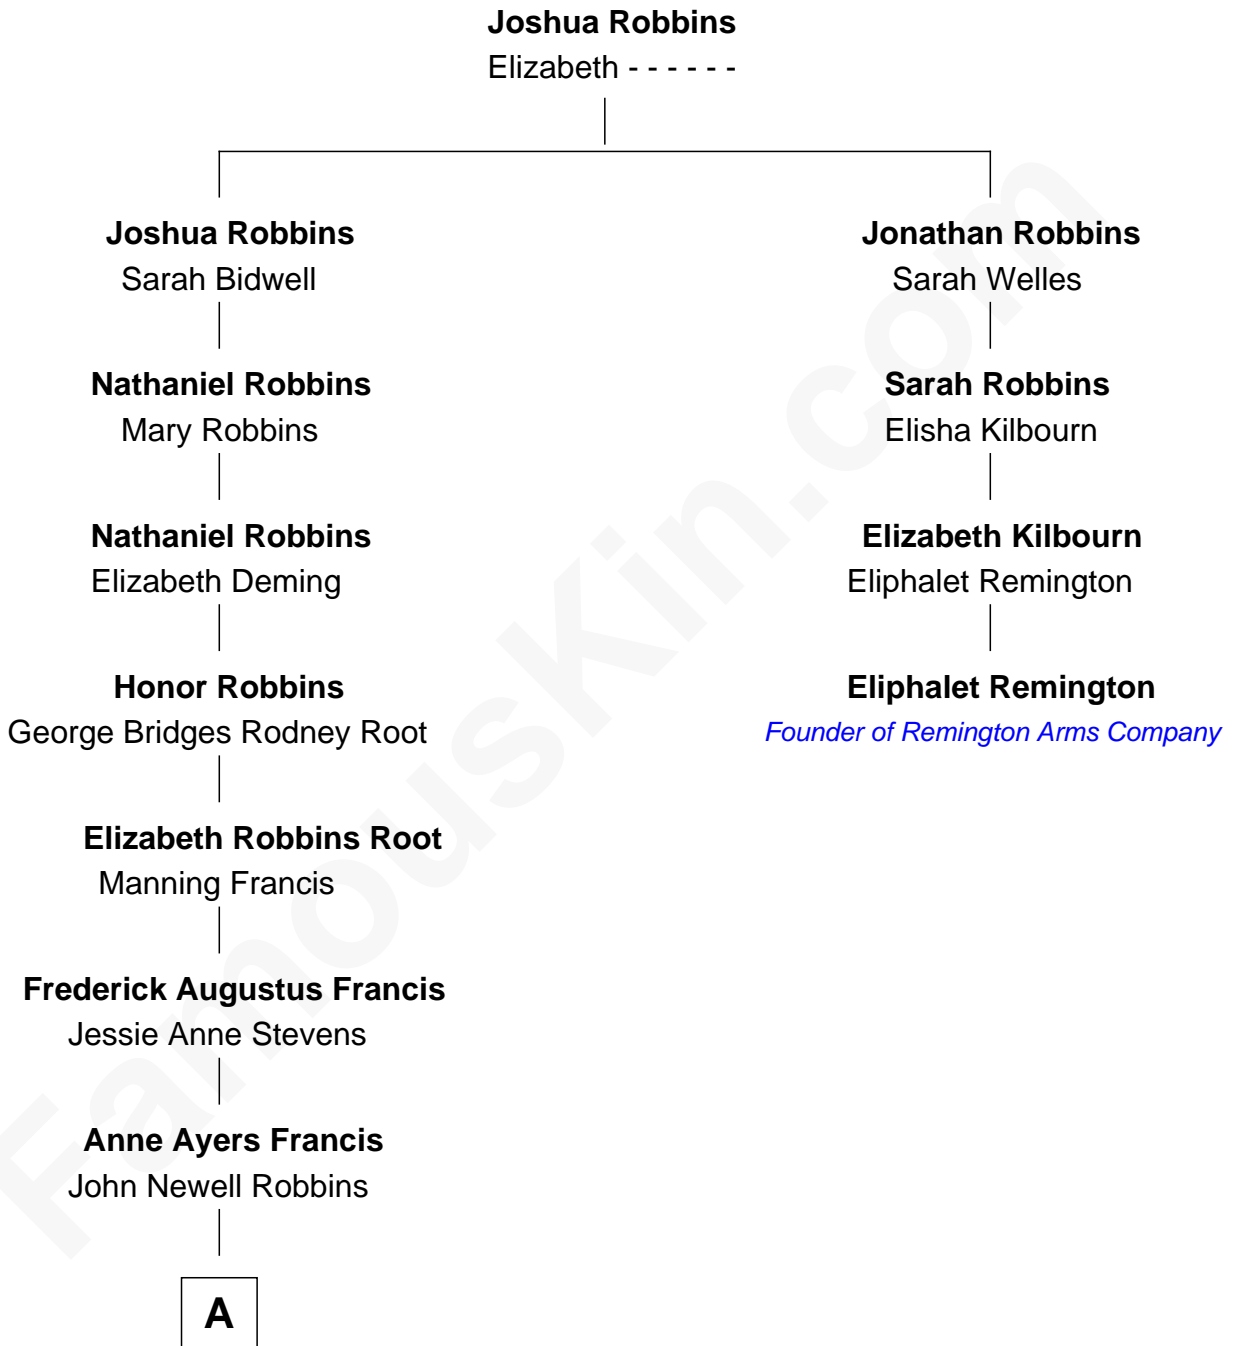 Joshua Robbins
Elizabeth - - - - - -
Joshua Robbins
Sarah Bidwell
Jonathan Robbins
Sarah Welles
Nathaniel Robbins
Mary Robbins
Sarah Robbins
Elisha Kilbourn
Nathaniel Robbins
Elizabeth Deming
Elizabeth Kilbourn
Eliphalet Remington
Honor Robbins
George Bridges Rodney Root
Eliphalet Remington
Founder of Remington Arms Company
Elizabeth Robbins Root
Manning Francis
Frederick Augustus Francis
Jessie Anne Stevens
Anne Ayers Francis
John Newell Robbins
A
FamousKin.com